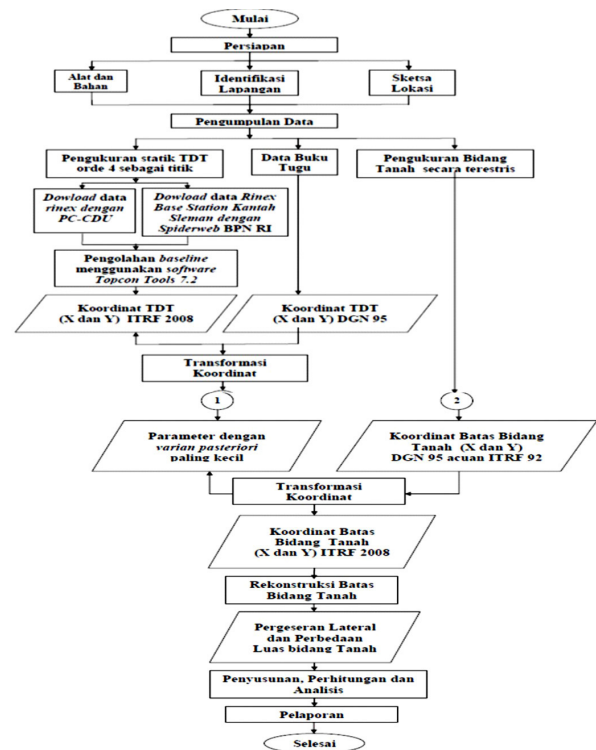 Mulai
Persiapan
Alat dan
Bahan
Identifikasi
Lapangan
Sketsa
Lokasi
Pengumpulan Data
Pengukuran statik TDT
orde 4 sebagai titik
Data Buku
Tugu
Pengukuran Bidang
Tanah secara terestris
Dowload data
rinex dengan
PC-CDU
Dowload data Rinex
Base Station Kantah
Sleman dengan
Spiderweb BPN RI
Pengolahan baseline
menggunakan software
Topcon Tools 7.2
Koordinat TDT
(X dan Y) ITRF 2008
Koordinat TDT
(X dan Y) DGN 95
Transformasi
Koordinat
1
2
Parameter dengan
varian pasteriori
paling kecil
Koordinat Batas Bidang
Tanah (X dan Y)
DGN 95 acuan ITRF 92
Transformasi
Koordinat
Koordinat Batas
Bidang Tanah
(X dan Y) ITRF 2008
Rekonstruksi Batas
Bidang Tanah
Pergeseran Lateral
dan Perbedaan
Luas bidang Tanah
Penyusunan, Perhitungan dan
Analisis
Pelaporan
Selesai